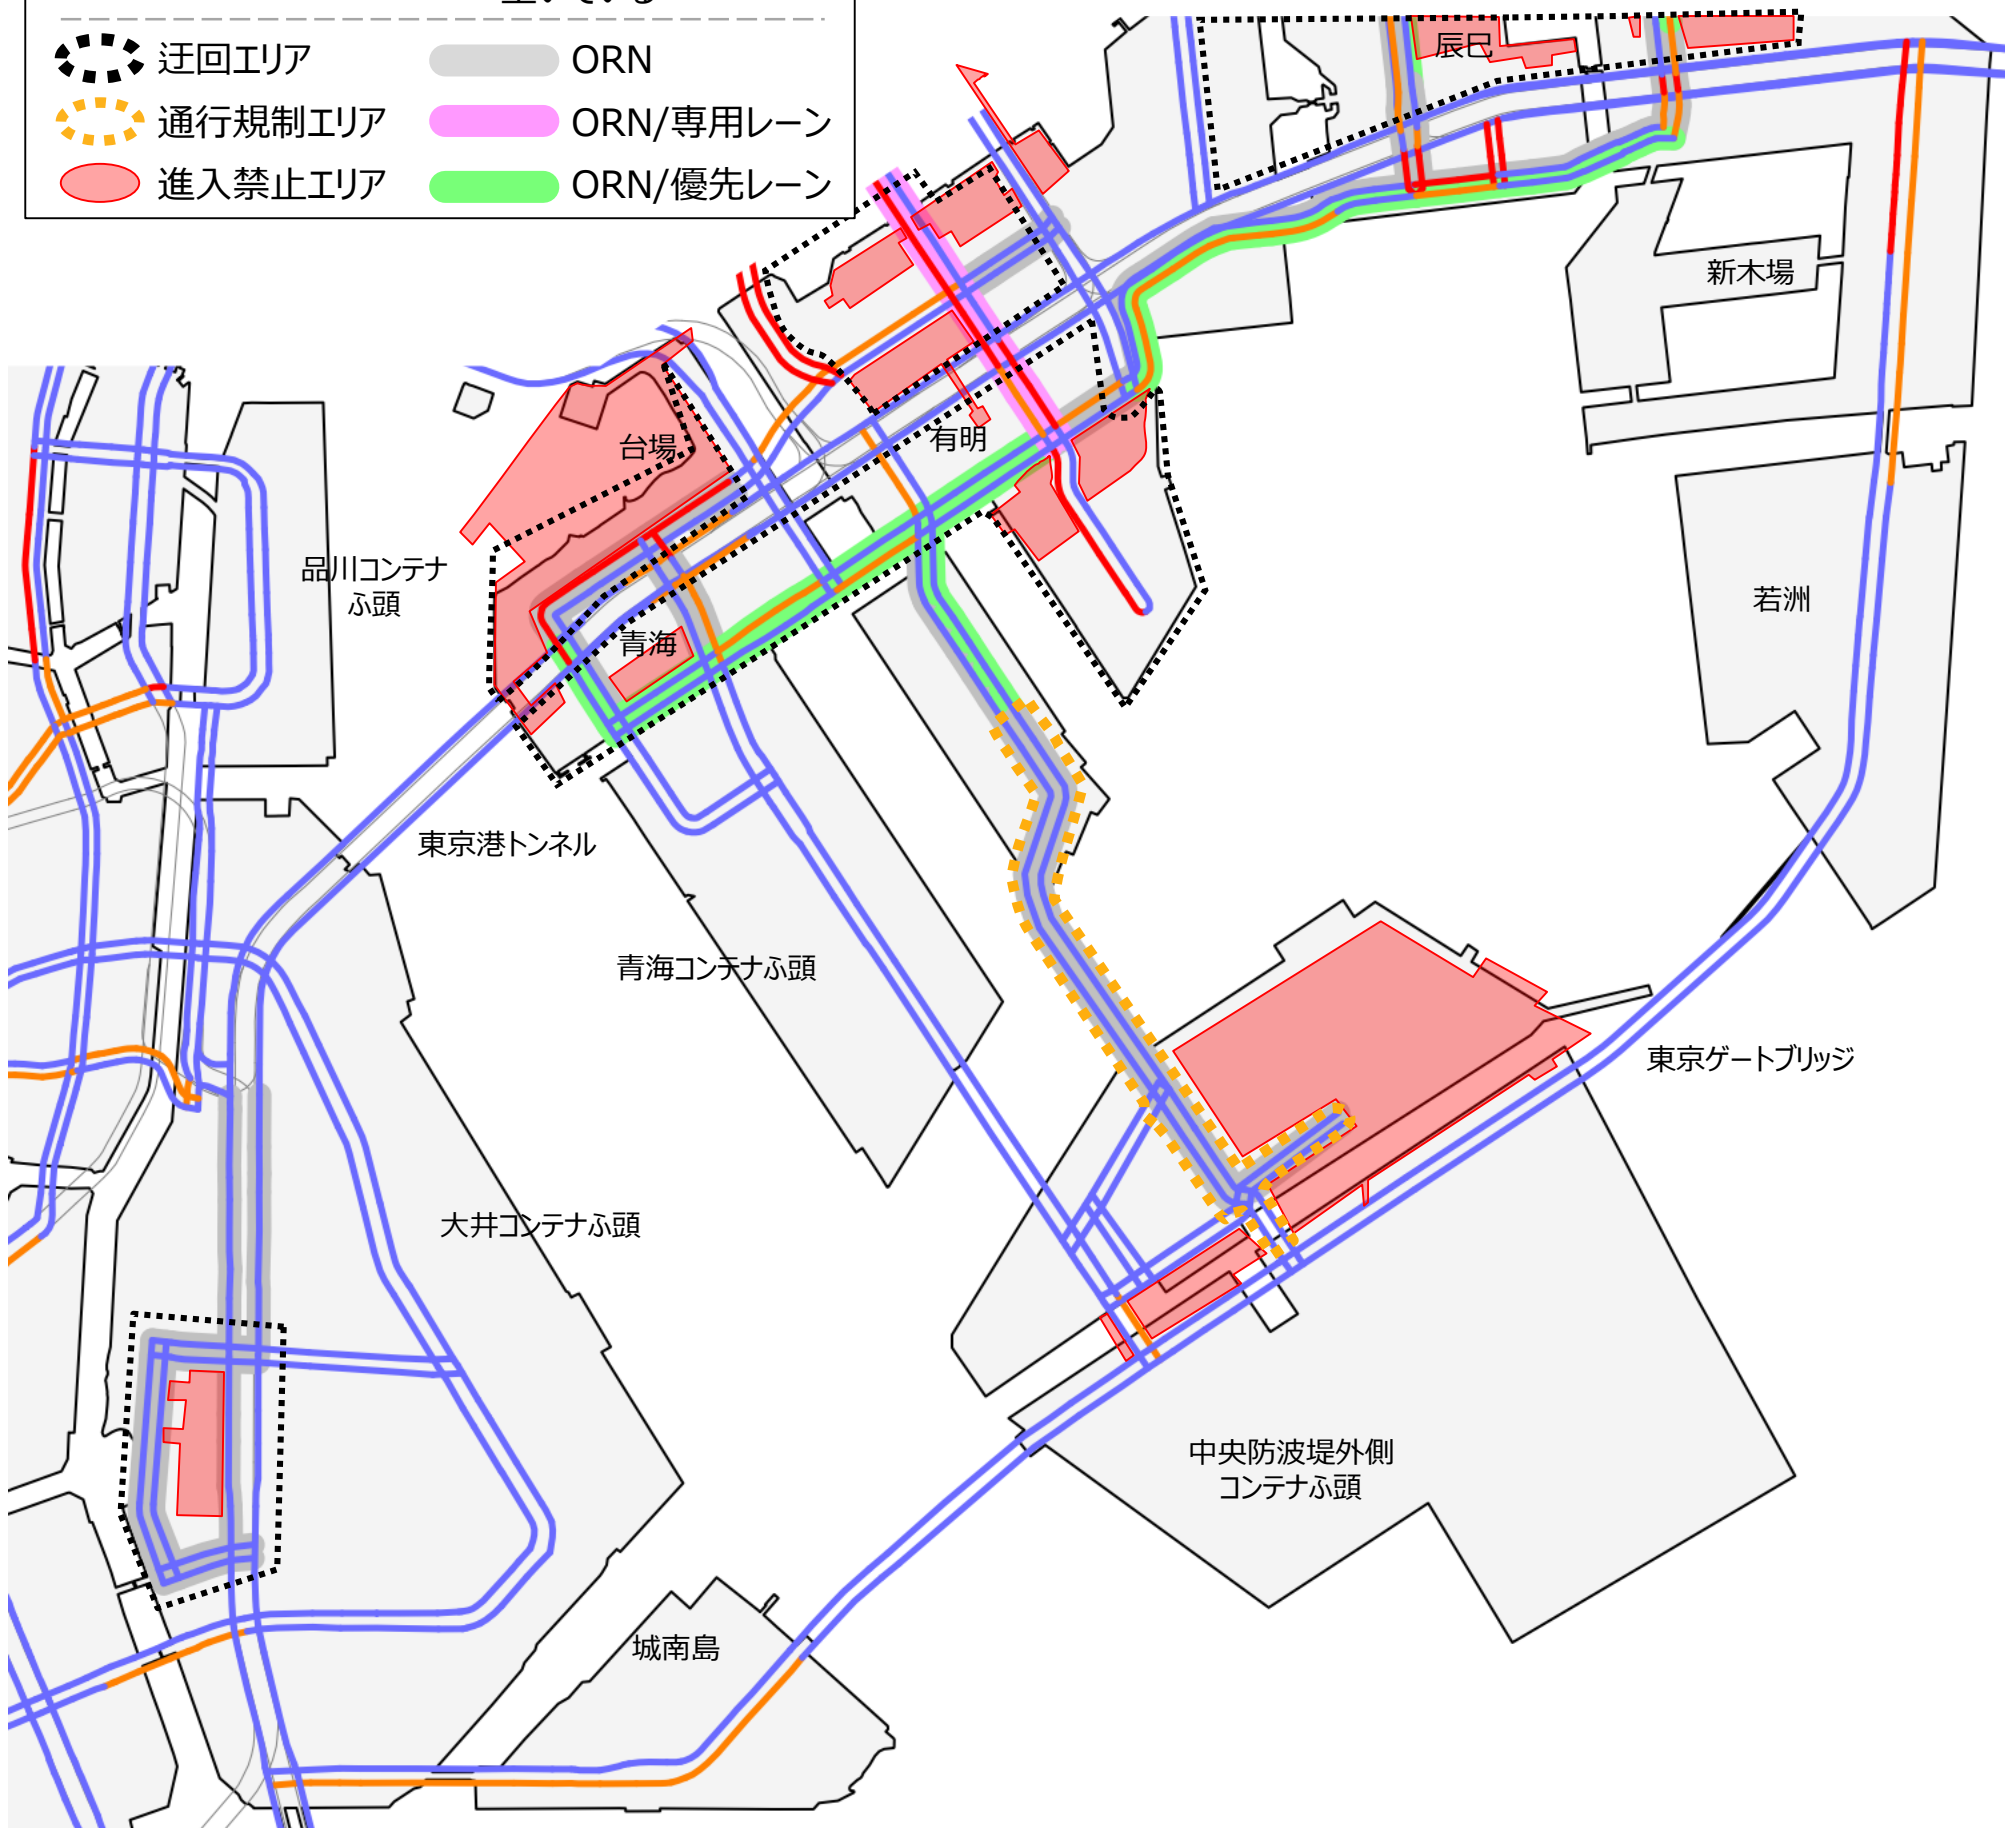 空いている
迂回エリア
ORN
通行規制エリア
ORN/専用レーン
進入禁止エリア
ORN/優先レーン
辰巳
新木場
台場
有明
品川コンテナ
ふ頭
若洲
青海
東京港トンネル
青海コンテナふ頭
東京ゲートブリッジ
大井コンテナふ頭
中央防波堤外側
コンテナふ頭
城南島